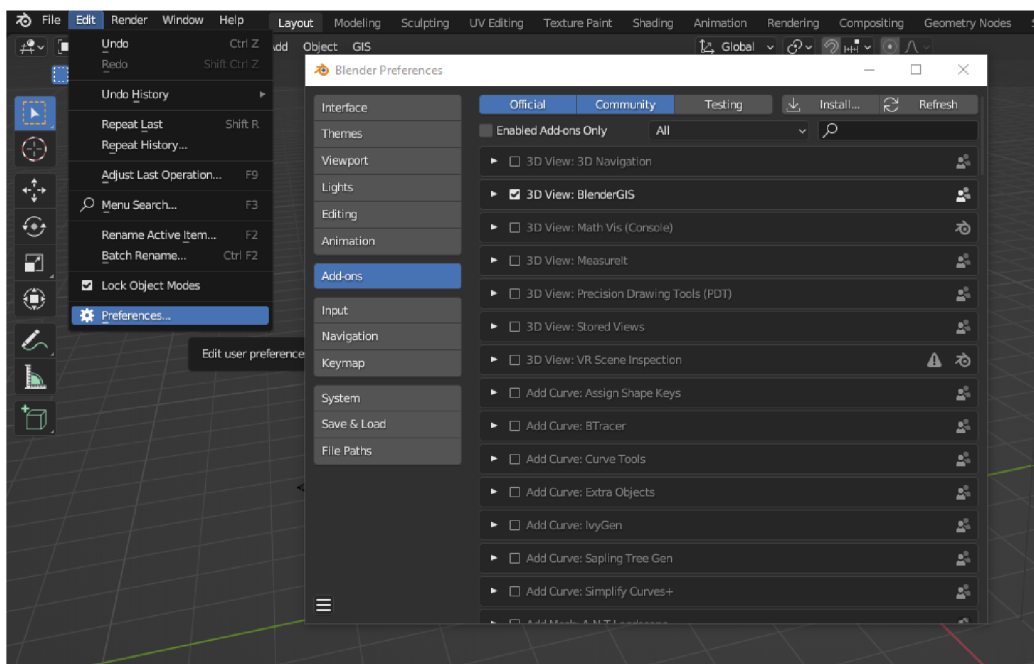 File Edit Render Window Help Layout Modeling Sculpting UV Editing Texture Paint Shading Animation Rendering Compositing Geometry Nodes
Object GIS Global
Undo Ctrl Z
Redo Shift Ctrl Z
Undo History
Repeat Last Shift R
Repeat History...
Adjust Last Operation... F9
Menu Search... F3
Rename Active Item... F2
Batch Rename... Ctrl F2
Lock Object Modes
Preferences...
Edit user preference
Blender Preferences
Interface
Themes
Viewport
Lights
Editing
Animation
Add-ons
Input
Navigation
Keymap
System
Save & Load
File Paths
Official Community Testing Install... Refresh
Enabled Add-ons Only All
3D View: 3D Navigation
3D View: BlenderGIS
3D View: Math Vis (Console)
3D View: MeasureIt
3D View: Precision Drawing Tools (PDT)
3D View: Stored Views
3D View: VR Scene Inspection
Add Curve: Assign Shape Keys
Add Curve: BTracer
Add Curve: Curve Tools
Add Curve: Extra Objects
Add Curve: IvyGen
Add Curve: Sapling Tree Gen
Add Curve: Simplify Curves+